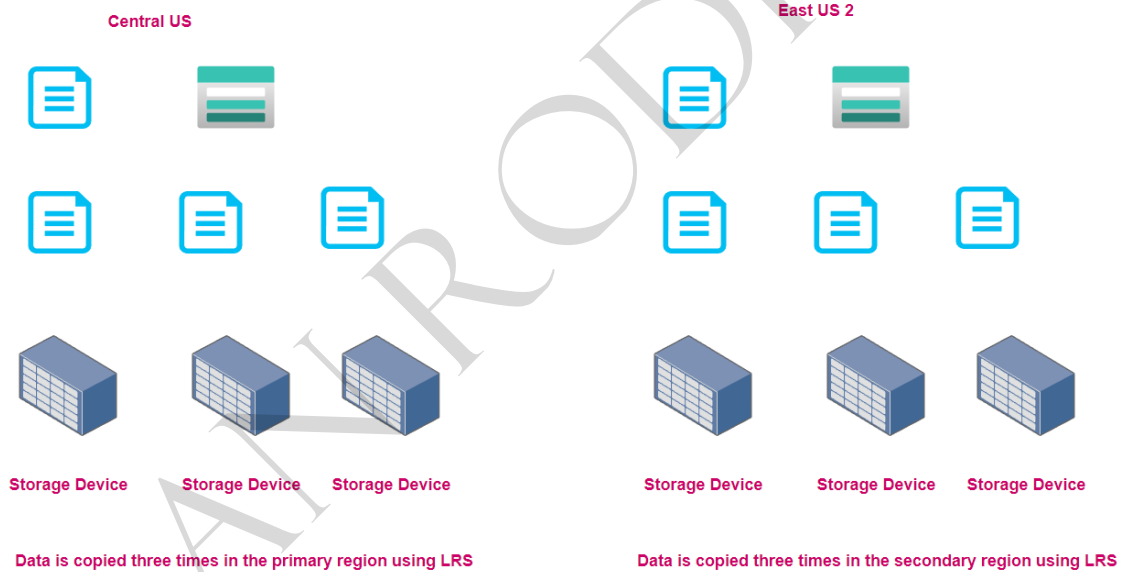 Central US
East US 2
Storage Device
Storage Device
Storage Device
Storage Device
Storage Device
Storage Device
Data is copied three times in the primary region using LRS
Data is copied three times in the secondary region using LRS